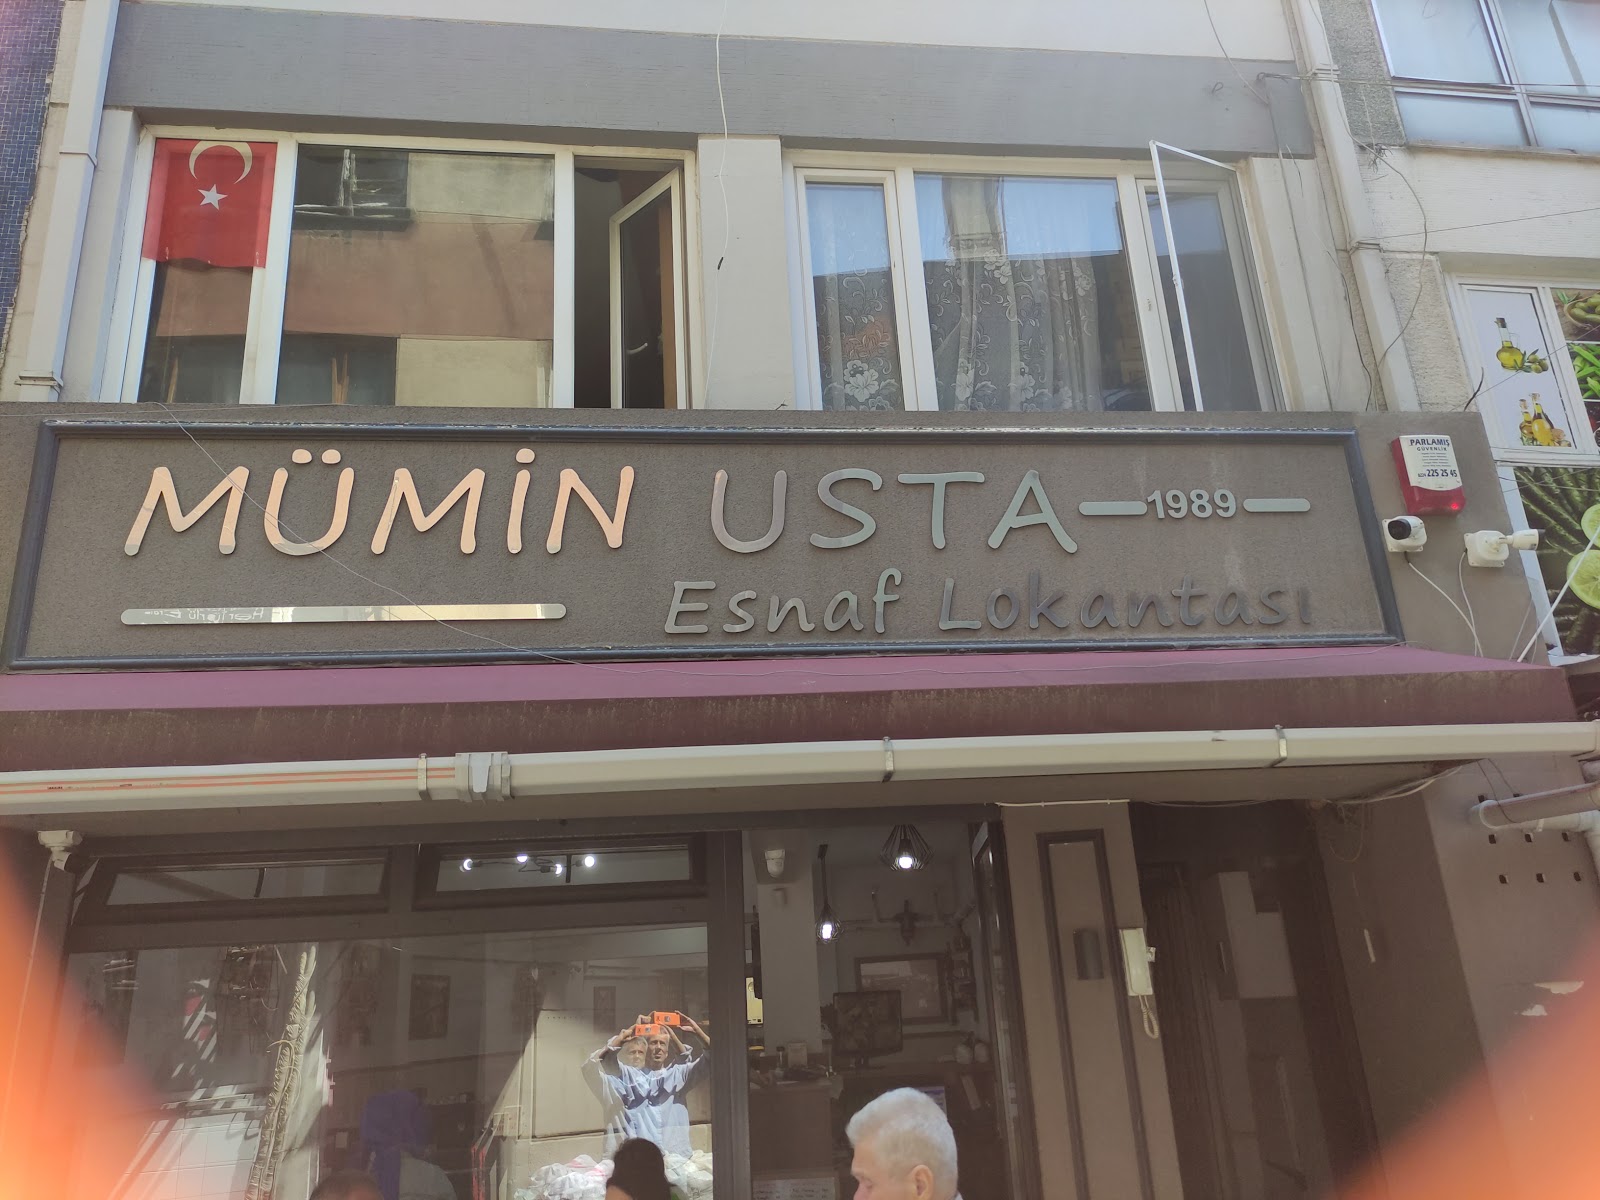 MÜMİN USTA 1989
Esnaf Lokantası
PARLAMIŞ
GÜVENLİK
225 25 45